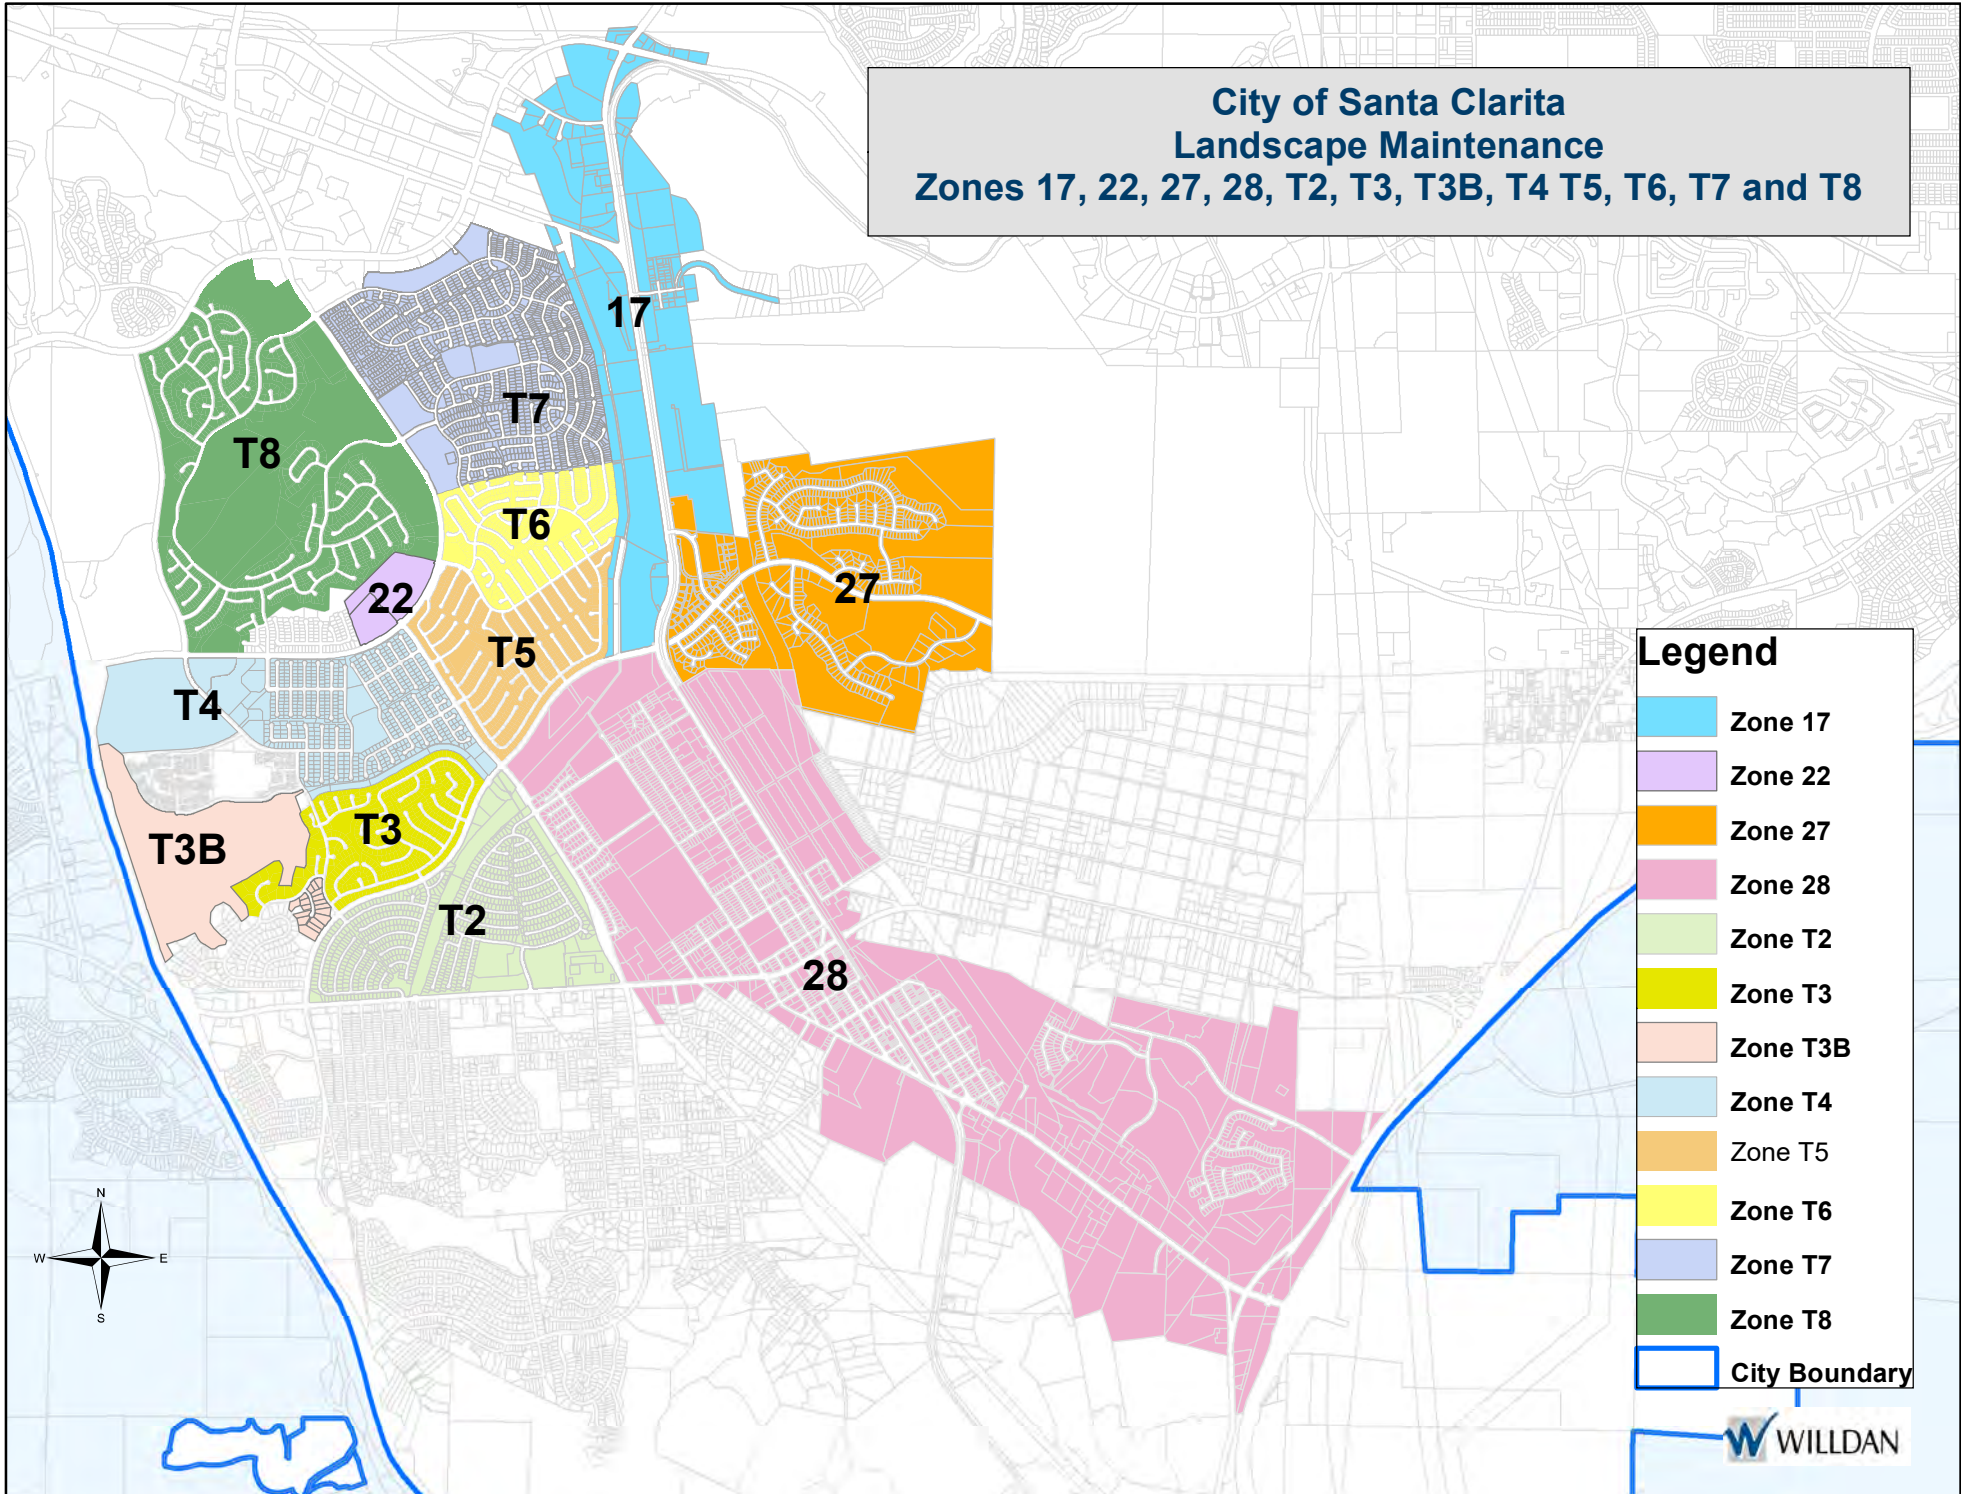 City of Santa Clarita
Landscape Maintenance
Zones 17, 22, 27, 28, T2, T3, T3B, T4 T5, T6, T7 and T8
17
T7
T8
T6
27
22
T5
T4
T3
T3B
T2
28
Legend
Zone 17
Zone 22
Zone 27
Zone 28
Zone T2
Zone T3
Zone T3B
Zone T4
Zone T5
Zone T6
Zone T7
Zone T8
City Boundary
N
W E
S
WILLDAN